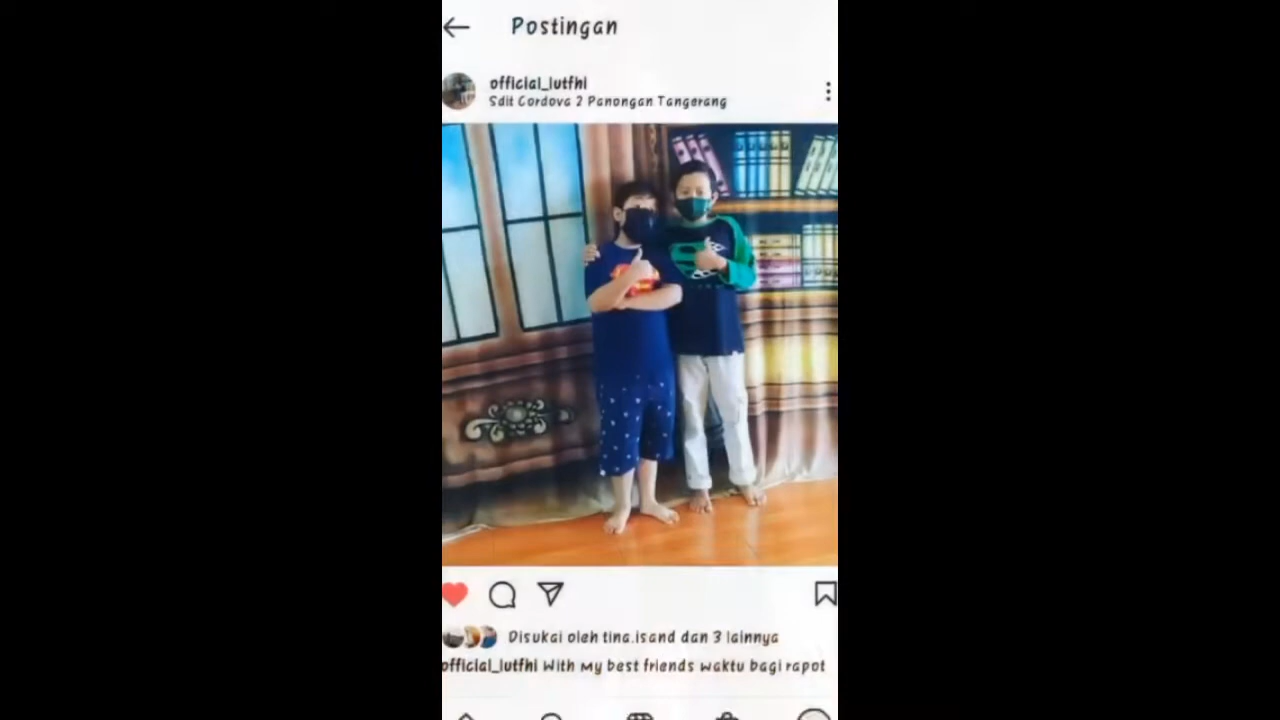 Postingan
official_lutfhi
Sdit Cordova 2 Panongan Tangerang
Disukai oleh tina.isand dan 3 lainnya
official_lutfhi With My best friends waktu bagi rapot